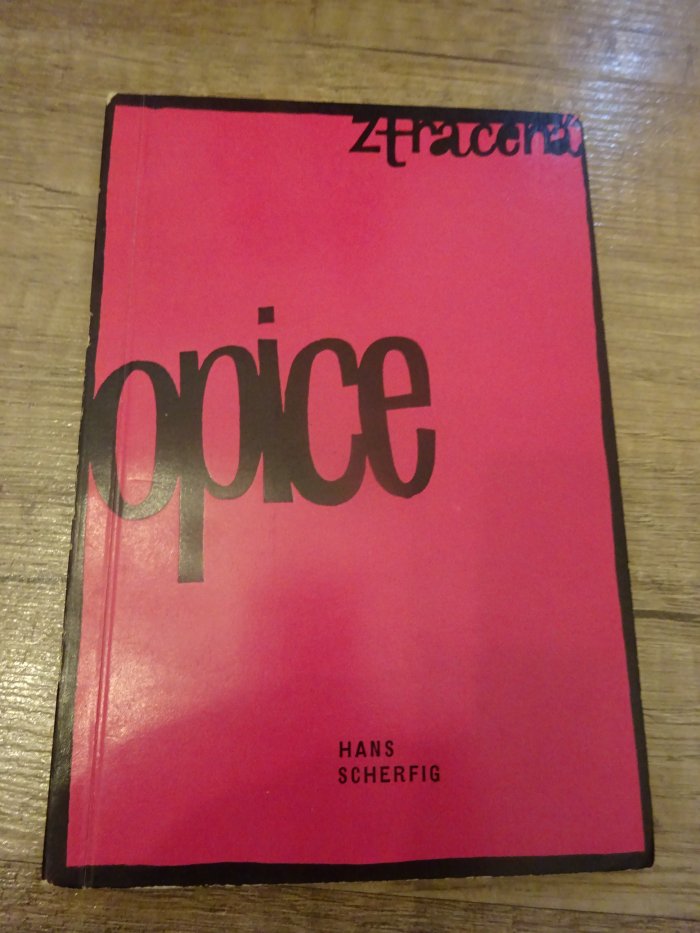 ztracená
opice
HANS
SCHERFIG